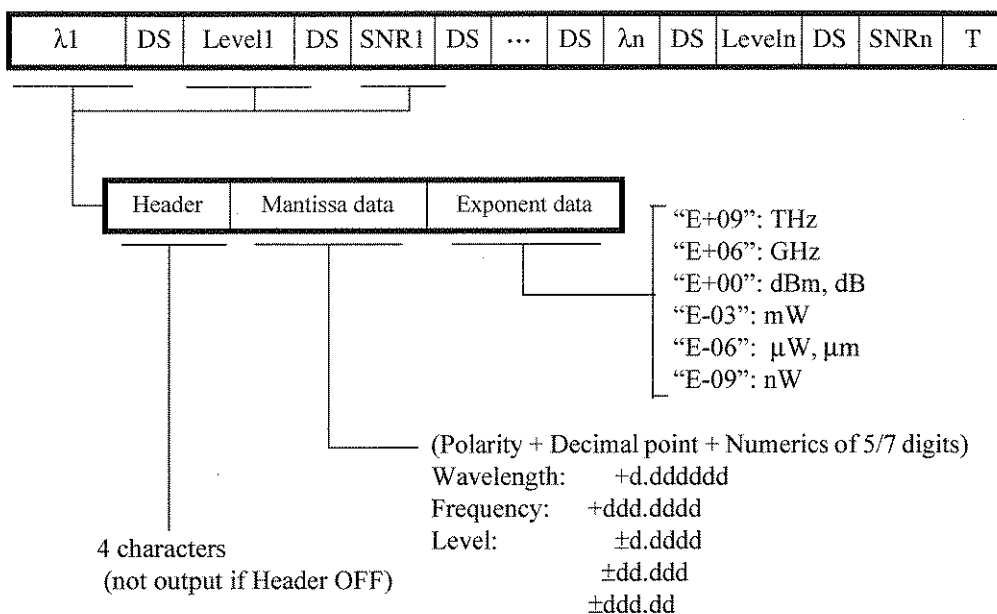 λ1 DS Level1 DS SNR1 DS ··· DS λn DS Leveln DS SNRn T
Header Mantissa data Exponent data
“E+09”: THz
“E+06”: GHz
“E+00”: dBm, dB
“E-03”: mW
“E-06”: μW, μm
“E-09”: nW
(Polarity + Decimal point + Numerics of 5/7 digits)
Wavelength: +d.dddddd
Frequency: +ddd.dddd
Level: ±d.dddd
±dd.ddd
±ddd.dd
4 characters
(not output if Header OFF)